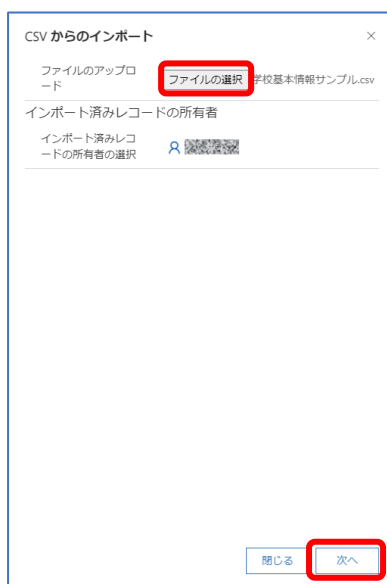 CSV からのインポート
ファイルのアップロ
ード
ファイルの選択 学校基本情報サンプル.csv
インポート済みレコードの所有者
インポート済みレコ
ードの所有者の選択
閉じる 次へ